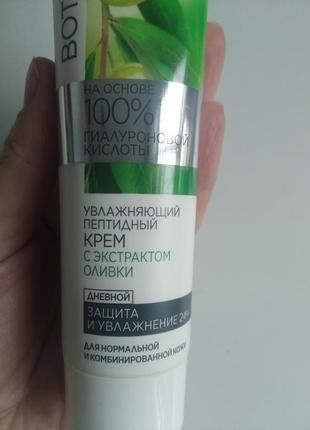 BOT
НА ОСНОВЕ
100%
ГИАЛУРОНОВОЙ
КИСЛОТЫ
УВЛАЖНЯЮЩИЙ
ПЕПТИДНЫЙ
КРЕМ
С ЭКСТРАКТОМ
ОЛИВКИ
ДНЕВНОЙ
ЗАЩИТА
И УВЛАЖНЕНИЕ 24Ч
ДЛЯ НОРМАЛЬНОЙ
И КОМБИНИРОВАННОЙ КОЖИ